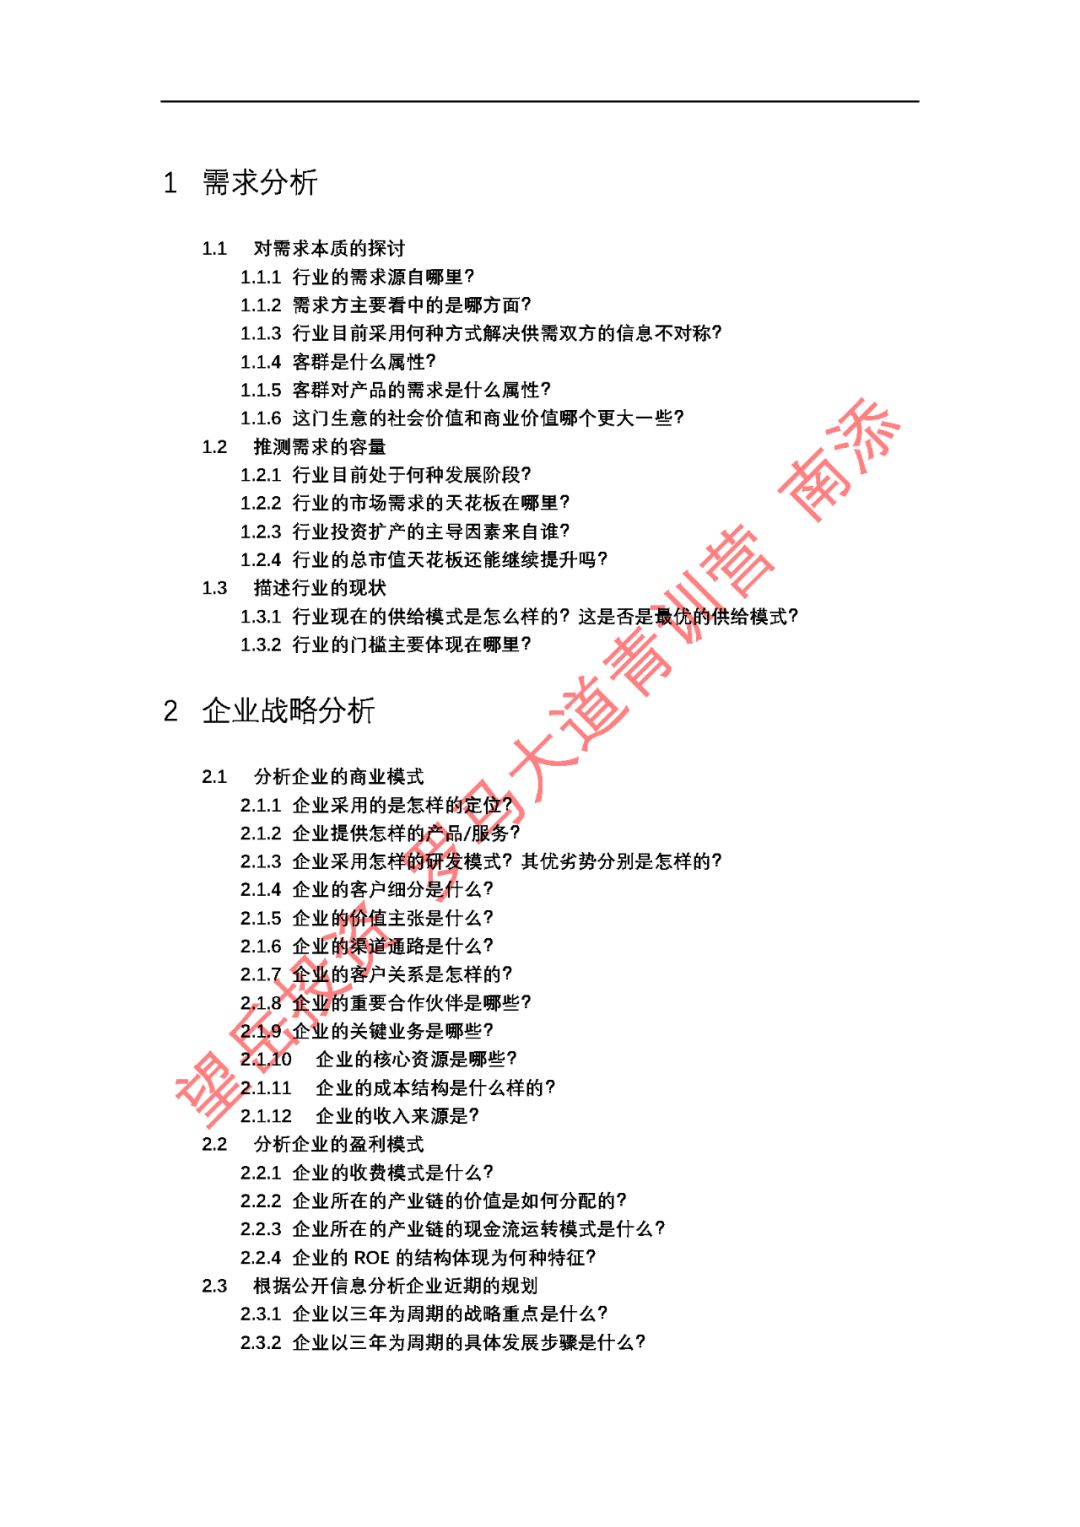 1 需求分析
1.1 对需求本质的探讨
1.1.1 行业的需求源自哪里？
1.1.2 需求方主要看中的是哪方面？
1.1.3 行业目前采用何种方式解决供需双方的信息不对称？
1.1.4 客群是什么属性？
1.1.5 客群对产品的需求是什么属性？
1.1.6 这门生意的社会价值和商业价值哪个更大一些？
1.2 推测需求的容量
1.2.1 行业目前处于何种发展阶段？
1.2.2 行业的市场需求的天花板在哪里？
1.2.3 行业投资扩产的主导因素来自谁？
1.2.4 行业的总市值天花板还能继续提升吗？
1.3 描述行业的现状
1.3.1 行业现在的供给模式是怎么样的？这是否是最优的供给模式？
1.3.2 行业的门槛主要体现在哪里？
2 企业战略分析
2.1 分析企业的商业模式
2.1.1 企业采用的是怎样的定位？
2.1.2 企业提供怎样的产品/服务？
2.1.3 企业采用怎样的研发模式？其优劣势分别是怎样的？
2.1.4 企业的客户细分是什么？
2.1.5 企业的价值主张是什么？
2.1.6 企业的渠道通路是什么？
2.1.7 企业的客户关系是怎样的？
2.1.8 企业的重要合作伙伴是哪些？
2.1.9 企业的关键业务是哪些？
2.1.10 企业的核心资源是哪些？
2.1.11 企业的成本结构是什么样的？
2.1.12 企业的收入来源是？
2.2 分析企业的盈利模式
2.2.1 企业的收费模式是什么？
2.2.2 企业所在的产业链的价值是如何分配的？
2.2.3 企业所在的产业链的现金流运转模式是什么？
2.2.4 企业的 ROE 的结构体现为何种特征？
2.3 根据公开信息分析企业近期的规划
2.3.1 企业以三年为周期的战略重点是什么？
2.3.2 企业以三年为周期的具体发展步骤是什么？
望岳投资 罗马大道青训营 南添